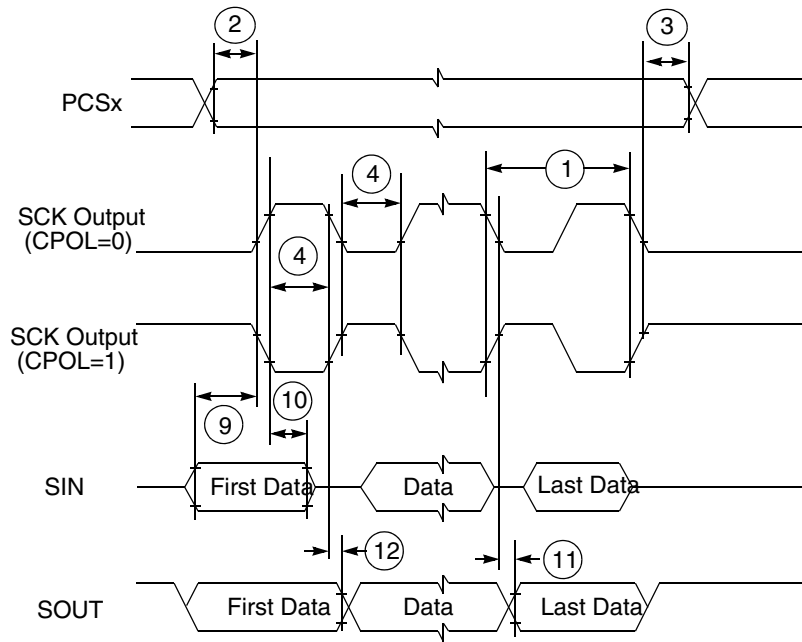 2
3
PCSx
4
1
SCK Output
(CPOL=0)
4
SCK Output
(CPOL=1)
9
10
SIN
First Data
Data
Last Data
12
11
SOUT
First Data
Data
Last Data